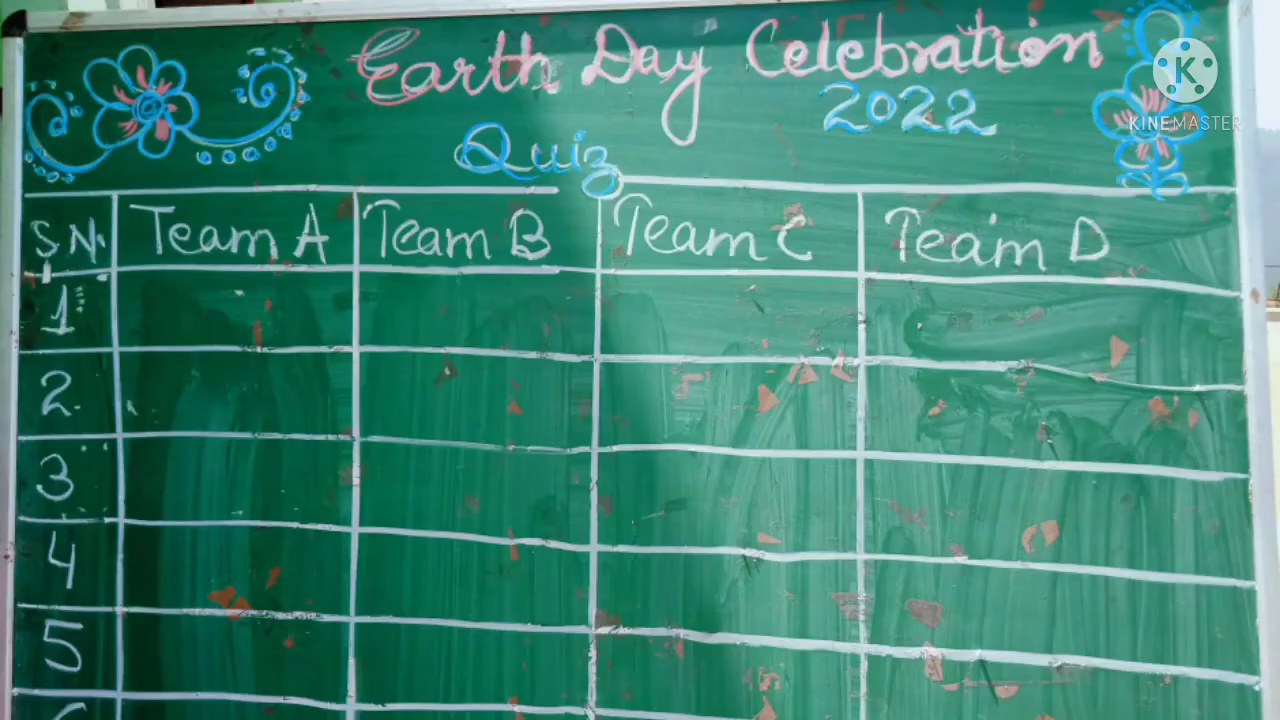 Earth Day Celebration
2022
Quiz
K
KINEMASTER
S.N. Team A Team B Team C Team D
1
2.
3
4
5